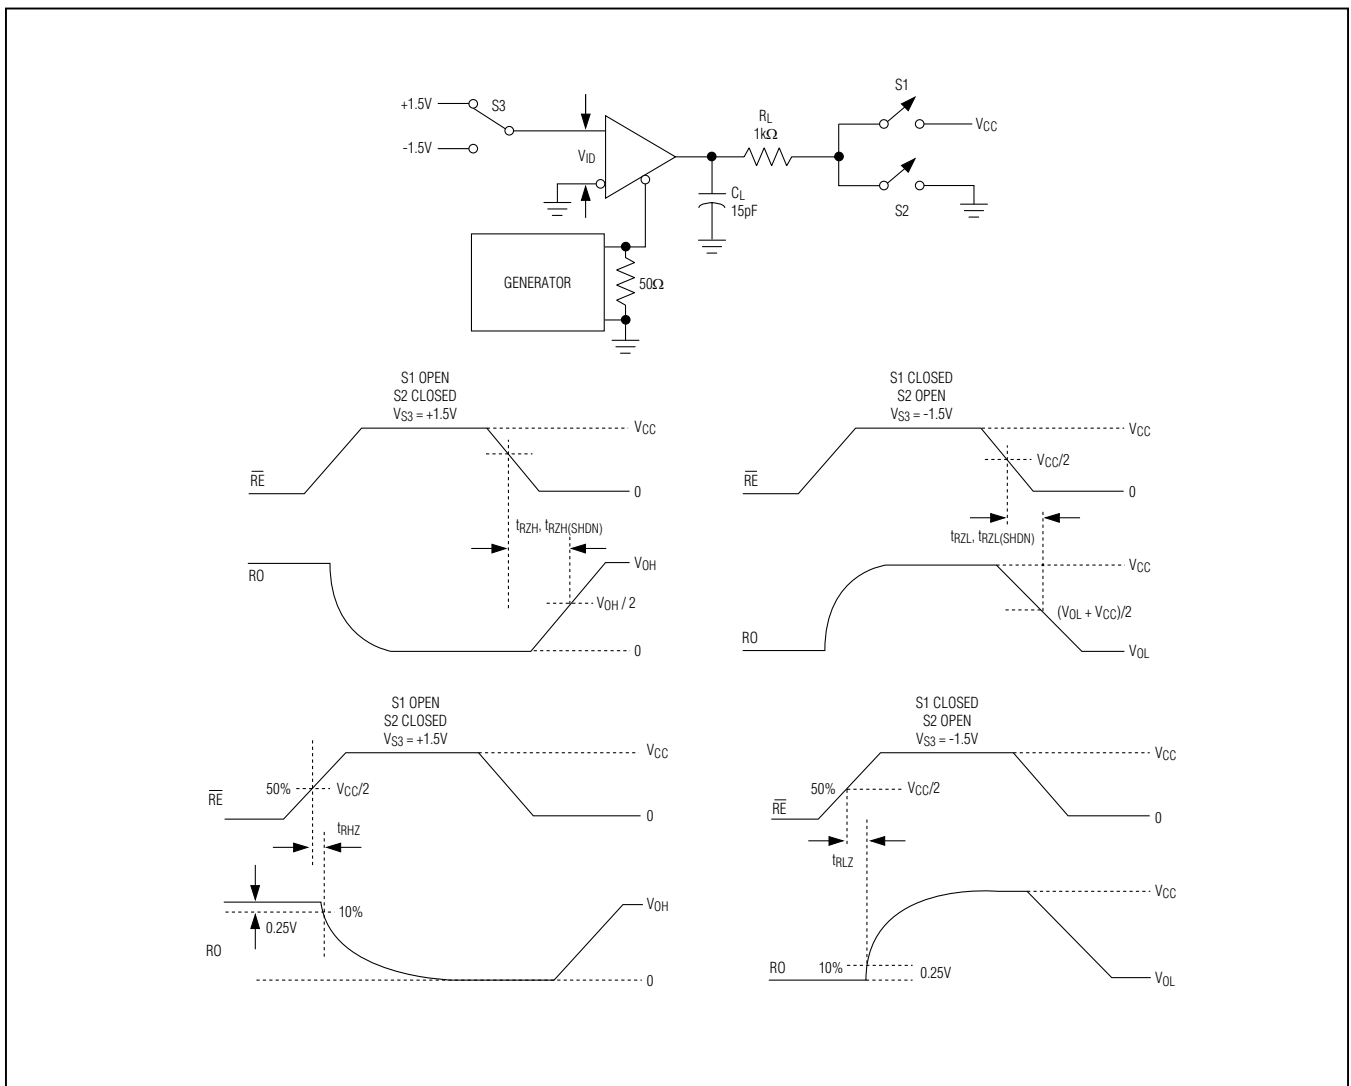 +1.5V
S3
-1.5V
VID
RL
1kΩ
S1
VCC
S2
CL
15pF
GENERATOR
50Ω
S1 OPEN
S2 CLOSED
VS3 = +1.5V
VCC
RE
0
tRZH, tRZH(SHDN)
RO
VOH
VOH / 2
0
S1 CLOSED
S2 OPEN
VS3 = -1.5V
VCC
VCC/2
RE
0
tRZL, tRZL(SHDN)
VCC
(VOL + VCC)/2
RO
VOL
S1 OPEN
S2 CLOSED
VS3 = +1.5V
VCC
50%
VCC/2
RE
0
tRHZ
VOH
10%
0.25V
RO
0
S1 CLOSED
S2 OPEN
VS3 = -1.5V
VCC
50%
VCC/2
RE
0
tRLZ
VCC
RO
10%
0.25V
VOL